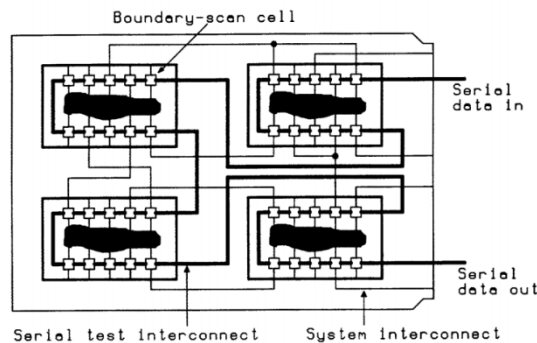 Boundary-scan cell
Serial
data in
Serial
data out
Serial test interconnect
System interconnect